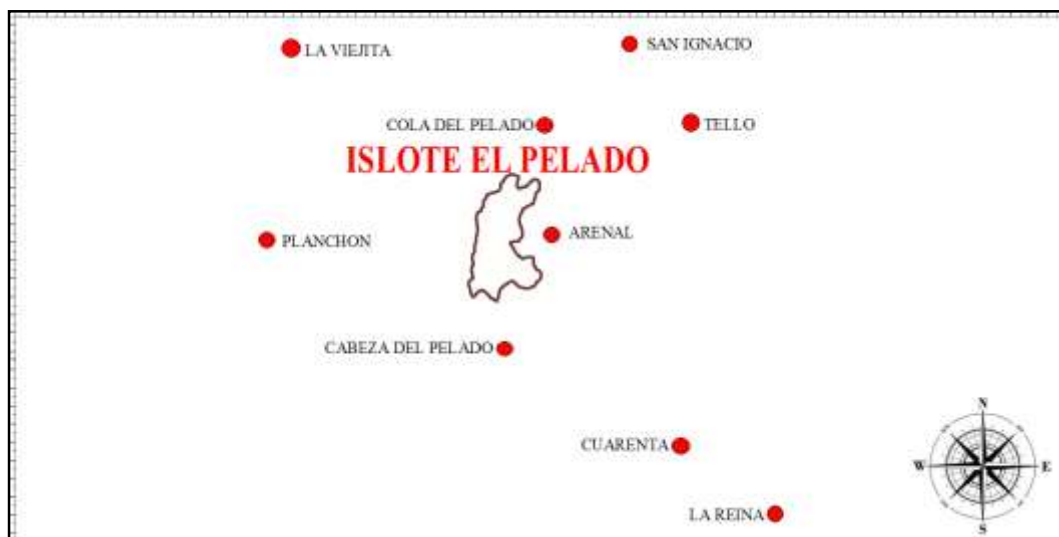 LA VIEJITA
SAN IGNACIO
COLA DEL PELADO
TELLO
ISLOTE EL PELADO
PLANCHON
ARENAL
CABEZA DEL PELADO
CUARENTA
LA REINA
N
W
E
S